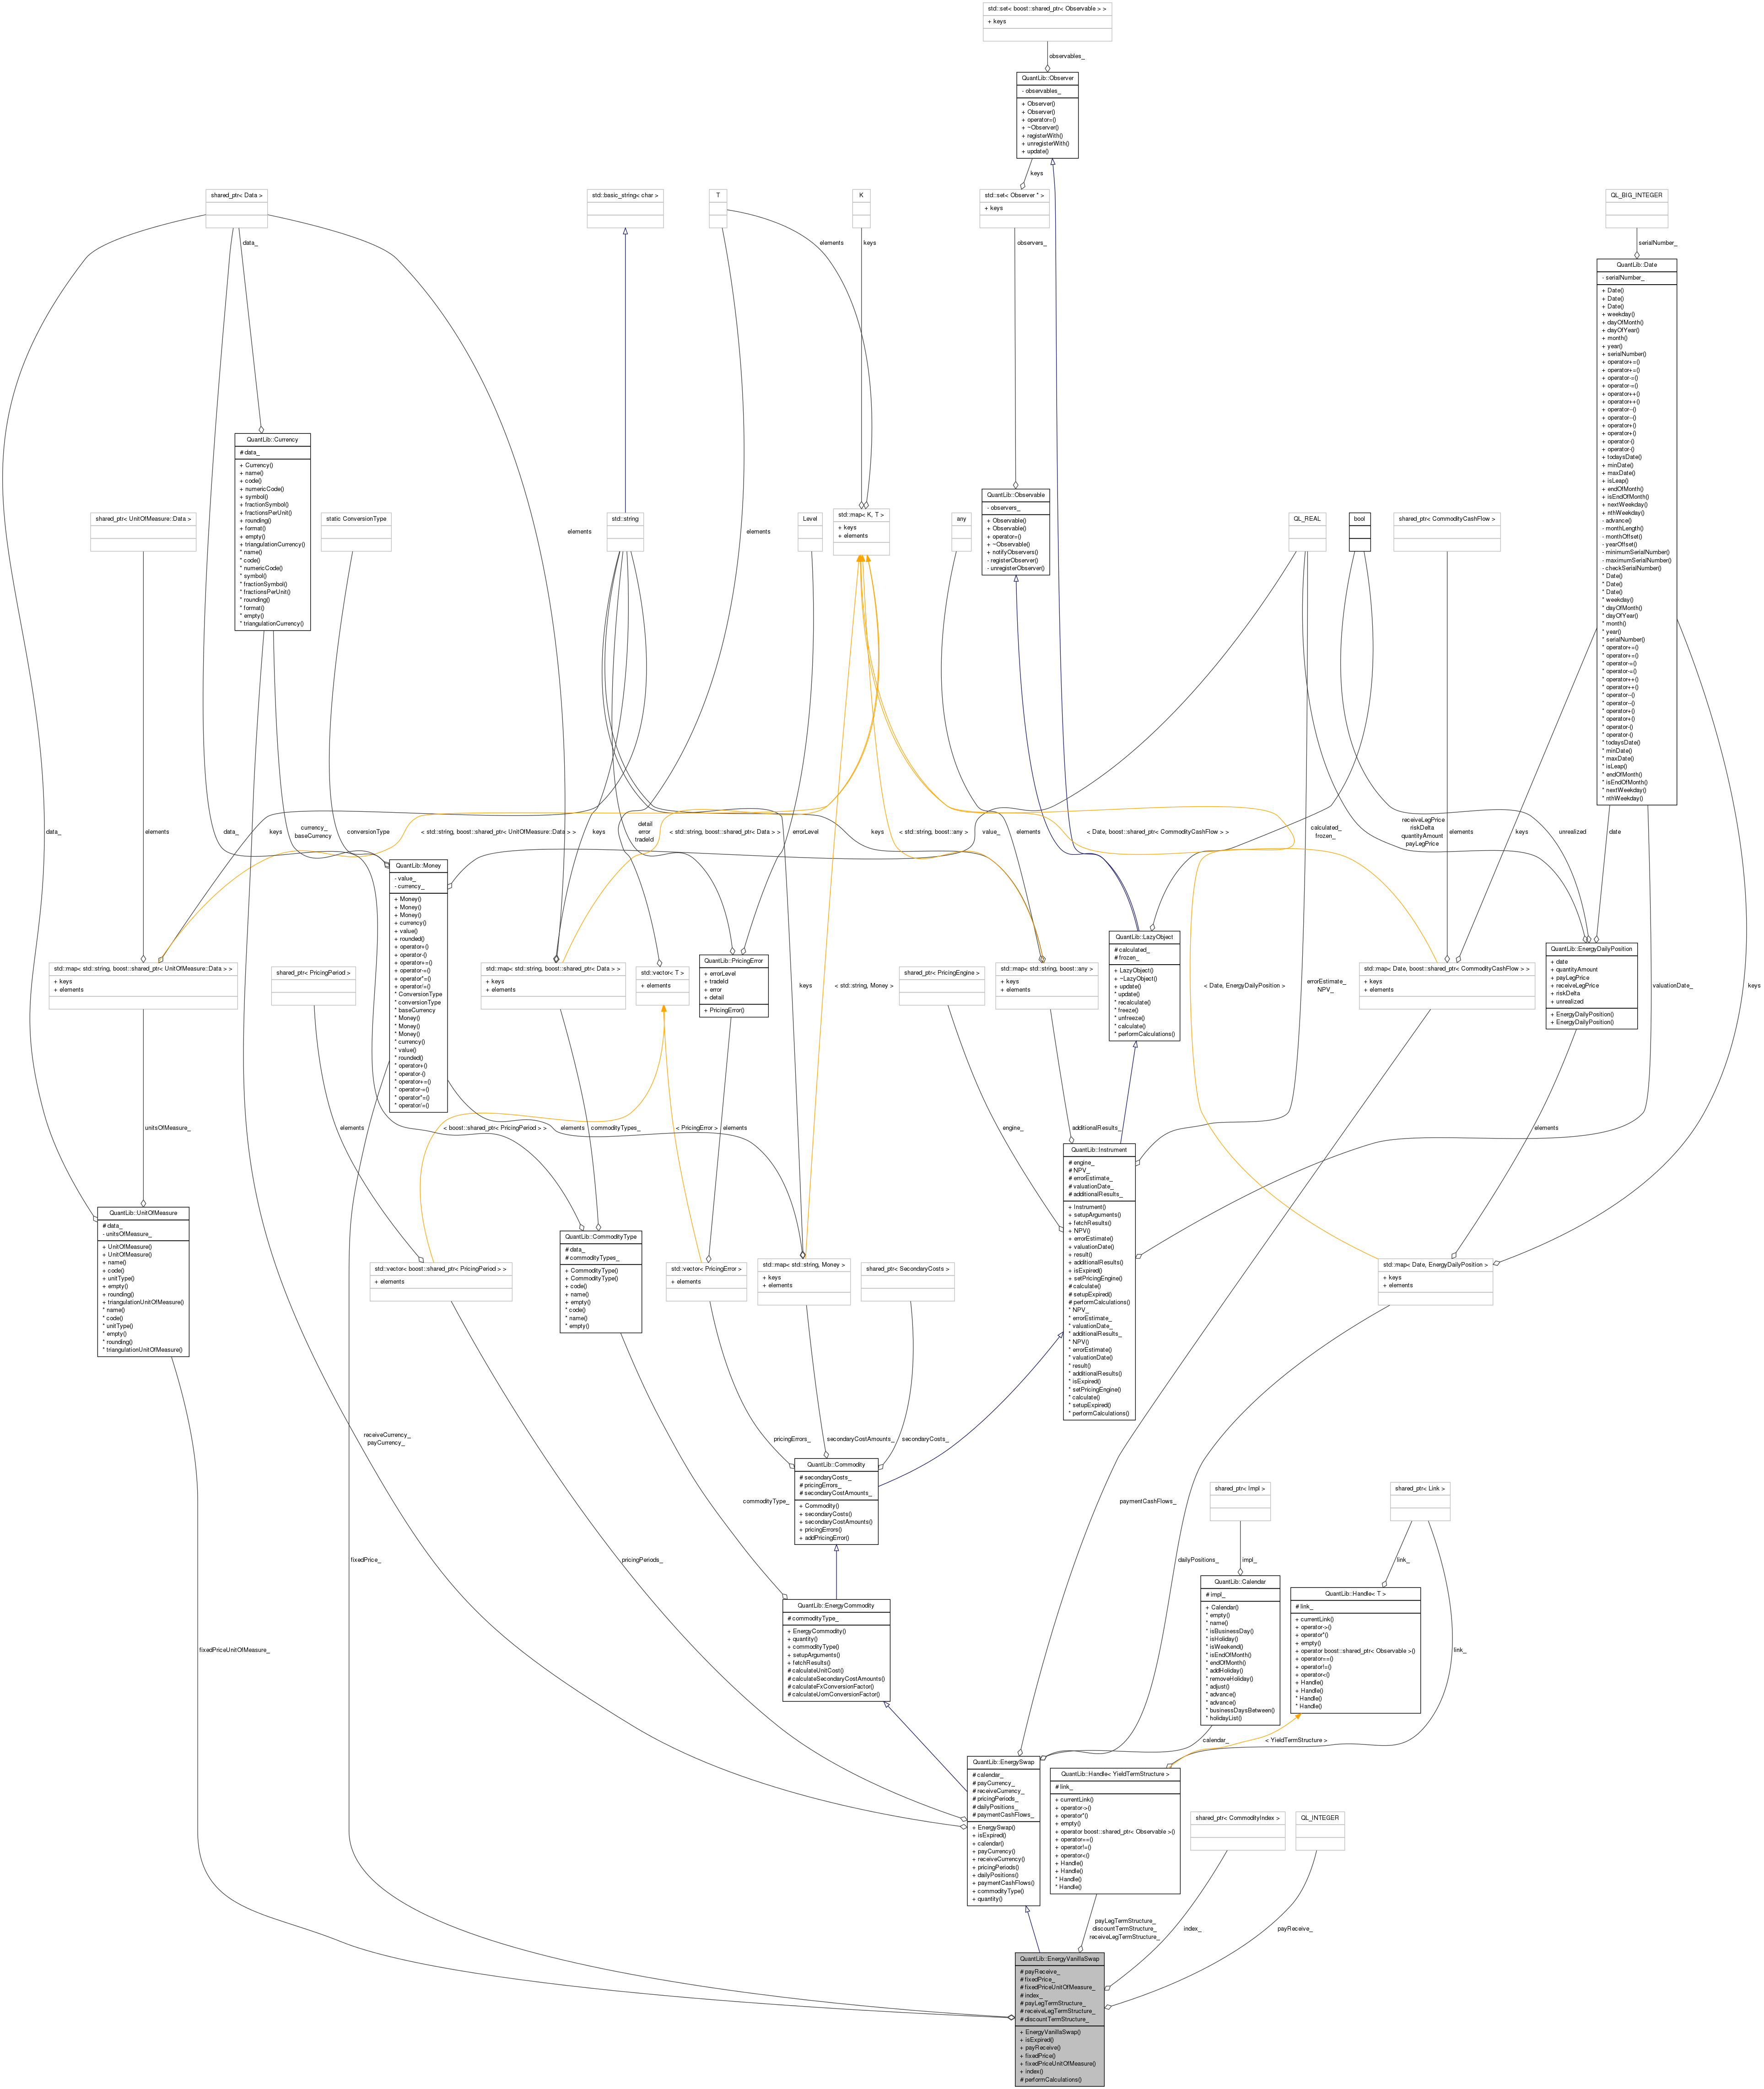 std::set< boost::shared_ptr< Observable > >
+ keys
observables_
QuantLib::Observer
- observables_
+ Observer()
+ Observer()
+ operator=()
+ ~Observer()
+ registerWith()
+ unregisterWith()
+ update()
keys
shared_ptr< Data >
std::basic_string< char >
T
K
std::set< Observer * >
+ keys
QL_BIG_INTEGER
data_
elements
keys
observers_
serialNumber_
QuantLib::Date
- serialNumber_
+ Date()
+ Date()
+ Date()
+ weekday()
+ dayOfMonth()
+ dayOfYear()
+ month()
+ year()
+ serialNumber()
+ operator+=()
+ operator+=()
+ operator-=()
+ operator-=()
+ operator++()
+ operator++()
+ operator--()
+ operator--()
+ operator+()
+ operator+()
+ operator-()
+ operator-()
+ todaysDate()
+ minDate()
+ maxDate()
+ isLeap()
+ endOfMonth()
+ isEndOfMonth()
+ nextWeekday()
+ nthWeekday()
- advance()
- monthLength()
- monthOffset()
- yearOffset()
- minimumSerialNumber()
- maximumSerialNumber()
- checkSerialNumber()
* Date()
* Date()
* Date()
* weekday()
* dayOfMonth()
* dayOfYear()
* month()
* year()
* serialNumber()
* operator+=()
* operator+=()
* operator-=()
* operator-=()
* operator++()
* operator++()
* operator--()
* operator--()
* operator+()
* operator+()
* operator-()
* operator-()
* todaysDate()
* minDate()
* maxDate()
* isLeap()
* endOfMonth()
* isEndOfMonth()
* nextWeekday()
* nthWeekday()
QuantLib::Currency
# data_
+ Currency()
+ name()
+ code()
+ numericCode()
+ symbol()
+ fractionSymbol()
+ fractionsPerUnit()
+ rounding()
+ format()
+ empty()
+ triangulationCurrency()
* name()
* code()
* numericCode()
* symbol()
* fractionSymbol()
* fractionsPerUnit()
* rounding()
* format()
* empty()
* triangulationCurrency()
shared_ptr< UnitOfMeasure::Data >
static ConversionType
std::string
elements
elements
Level
std::map< K, T >
+ keys
+ elements
any
QuantLib::Observable
- observers_
+ Observable()
+ Observable()
+ operator=()
+ ~Observable()
+ notifyObservers()
- registerObserver()
- unregisterObserver()
QL_REAL
bool
shared_ptr< CommodityCashFlow >
data_
elements
data_
keys
currency_
baseCurrency
conversionType
< std::string, boost::shared_ptr< UnitOfMeasure::Data > >
keys
detail
error
tradeId
< std::string, boost::shared_ptr< Data > >
errorLevel
keys
< std::string, boost::any >
value_
elements
< Date, boost::shared_ptr< CommodityCashFlow > >
calculated_
frozen_
receiveLegPrice
riskDelta
quantityAmount
payLegPrice
elements
keys
unrealized
date
QuantLib::Money
- value_
- currency_
+ Money()
+ Money()
+ Money()
+ currency()
+ value()
+ rounded()
+ operator+()
+ operator-()
+ operator+=()
+ operator-=()
+ operator*=()
+ operator/=()
* ConversionType
* conversionType
* baseCurrency
* Money()
* Money()
* Money()
* currency()
* value()
* rounded()
* operator+()
* operator-()
* operator+=()
* operator-=()
* operator*=()
* operator/=()
std::map< std::string, boost::shared_ptr< UnitOfMeasure::Data > >
+ keys
+ elements
shared_ptr< PricingPeriod >
std::map< std::string, boost::shared_ptr< Data > >
+ keys
+ elements
std::vector< T >
+ elements
QuantLib::PricingError
+ errorLevel
+ tradeId
+ error
+ detail
+ PricingError()
keys
< std::string, Money >
shared_ptr< PricingEngine >
std::map< std::string, boost::any >
+ keys
+ elements
QuantLib::LazyObject
# calculated_
# frozen_
+ LazyObject()
+ ~LazyObject()
+ update()
* update()
* recalculate()
* freeze()
* unfreeze()
* calculate()
* performCalculations()
< Date, EnergyDailyPosition >
errorEstimate_
NPV_
std::map< Date, boost::shared_ptr< CommodityCashFlow > >
+ keys
+ elements
QuantLib::EnergyDailyPosition
+ date
+ quantityAmount
+ payLegPrice
+ receiveLegPrice
+ riskDelta
+ unrealized
+ EnergyDailyPosition()
+ EnergyDailyPosition()
valuationDate_
keys
unitsOfMeasure_
elements
< boost::shared_ptr< PricingPeriod > >
elements
commodityTypes_
< PricingError >
elements
engine_
additionalResults_
elements
QuantLib::UnitOfMeasure
# data_
- unitsOfMeasure_
+ UnitOfMeasure()
+ UnitOfMeasure()
+ name()
+ code()
+ unitType()
+ empty()
+ rounding()
+ triangulationUnitOfMeasure()
* name()
* code()
* unitType()
* empty()
* rounding()
* triangulationUnitOfMeasure()
std::vector< boost::shared_ptr< PricingPeriod > >
+ elements
QuantLib::CommodityType
# data_
# commodityTypes_
+ CommodityType()
+ CommodityType()
+ code()
+ name()
+ empty()
* code()
* name()
* empty()
std::vector< PricingError >
+ elements
std::map< std::string, Money >
+ keys
+ elements
shared_ptr< SecondaryCosts >
QuantLib::Instrument
# engine_
# NPV_
# errorEstimate_
# valuationDate_
# additionalResults_
+ Instrument()
+ setupArguments()
+ fetchResults()
+ NPV()
+ errorEstimate()
+ valuationDate()
+ result()
+ additionalResults()
+ isExpired()
+ setPricingEngine()
# calculate()
# setupExpired()
# performCalculations()
* NPV_
* errorEstimate_
* valuationDate_
* additionalResults_
* NPV()
* errorEstimate()
* valuationDate()
* result()
* additionalResults()
* isExpired()
* setPricingEngine()
* calculate()
* setupExpired()
* performCalculations()
std::map< Date, EnergyDailyPosition >
+ keys
+ elements
receiveCurrency_
payCurrency_
pricingErrors_
secondaryCostAmounts_
secondaryCosts_
QuantLib::Commodity
# secondaryCosts_
# pricingErrors_
# secondaryCostAmounts_
+ Commodity()
+ secondaryCosts()
+ secondaryCostAmounts()
+ pricingErrors()
+ addPricingError()
commodityType_
paymentCashFlows_
shared_ptr< Impl >
shared_ptr< Link >
fixedPrice_
pricingPeriods_
dailyPositions_
impl_
link_
QuantLib::Calendar
# impl_
+ Calendar()
* empty()
* name()
* isBusinessDay()
* isHoliday()
* isWeekend()
* isEndOfMonth()
* endOfMonth()
* addHoliday()
* removeHoliday()
* adjust()
* advance()
* advance()
* businessDaysBetween()
* holidayList()
QuantLib::Handle< T >
# link_
+ currentLink()
+ operator->()
+ operator*()
+ empty()
+ operator boost::shared_ptr< Observable >()
+ operator==()
+ operator!=()
+ operator<()
+ Handle()
+ Handle()
* Handle()
* Handle()
QuantLib::EnergyCommodity
# commodityType_
+ EnergyCommodity()
+ quantity()
+ commodityType()
+ setupArguments()
+ fetchResults()
# calculateUnitCost()
# calculateSecondaryCostAmounts()
# calculateFxConversionFactor()
# calculateUomConversionFactor()
fixedPriceUnitOfMeasure_
link_
calendar_
< YieldTermStructure >
QuantLib::EnergySwap
# calendar_
# payCurrency_
# receiveCurrency_
# pricingPeriods_
# dailyPositions_
# paymentCashFlows_
+ EnergySwap()
+ isExpired()
+ calendar()
+ payCurrency()
+ receiveCurrency()
+ pricingPeriods()
+ dailyPositions()
+ paymentCashFlows()
+ commodityType()
+ quantity()
QuantLib::Handle< YieldTermStructure >
# link_
+ currentLink()
+ operator->()
+ operator*()
+ empty()
+ operator boost::shared_ptr< Observable >()
+ operator==()
+ operator!=()
+ operator<()
+ Handle()
+ Handle()
* Handle()
* Handle()
shared_ptr< CommodityIndex >
QL_INTEGER
payLegTermStructure_
discountTermStructure_
receiveLegTermStructure_
index_
payReceive_
QuantLib::EnergyVanillaSwap
# payReceive_
# fixedPrice_
# fixedPriceUnitOfMeasure_
# index_
# payLegTermStructure_
# receiveLegTermStructure_
# discountTermStructure_
+ EnergyVanillaSwap()
+ isExpired()
+ payReceive()
+ fixedPrice()
+ fixedPriceUnitOfMeasure()
+ index()
# performCalculations()